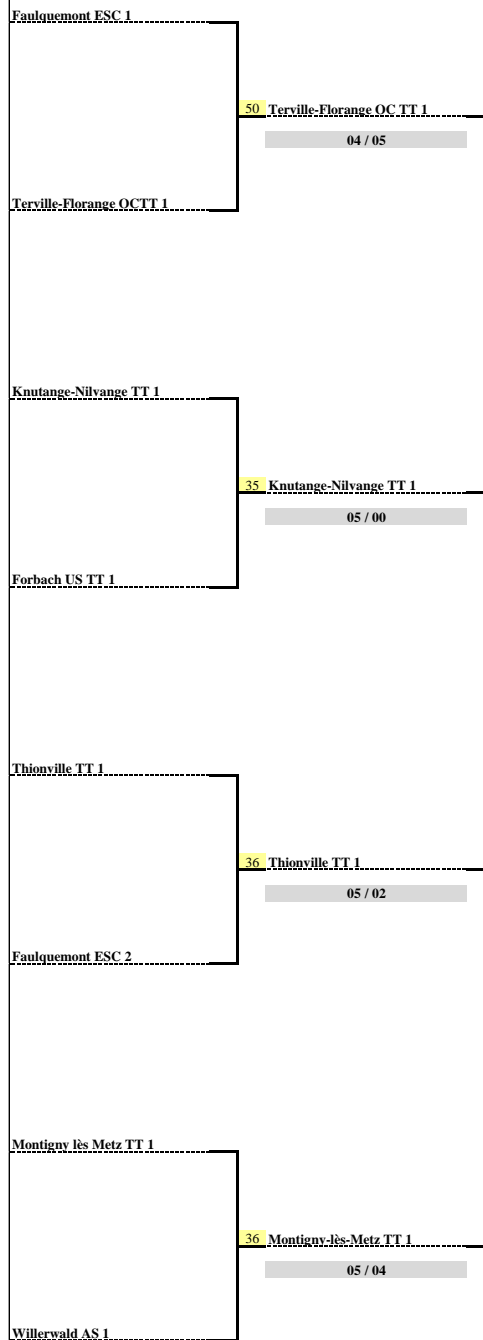 Faulquemont ESC 1
50 Terville-Florange OC TT 1
04 / 05
Terville-Florange OCTT 1
Knutange-Nilvange TT 1
35 Knutange-Nilvange TT 1
05 / 00
Forbach US TT 1
Thionville TT 1
36 Thionville TT 1
05 / 02
Faulquemont ESC 2
Montigny lès Metz TT 1
36 Montigny-lès-Metz TT 1
05 / 04
Willerwald AS 1